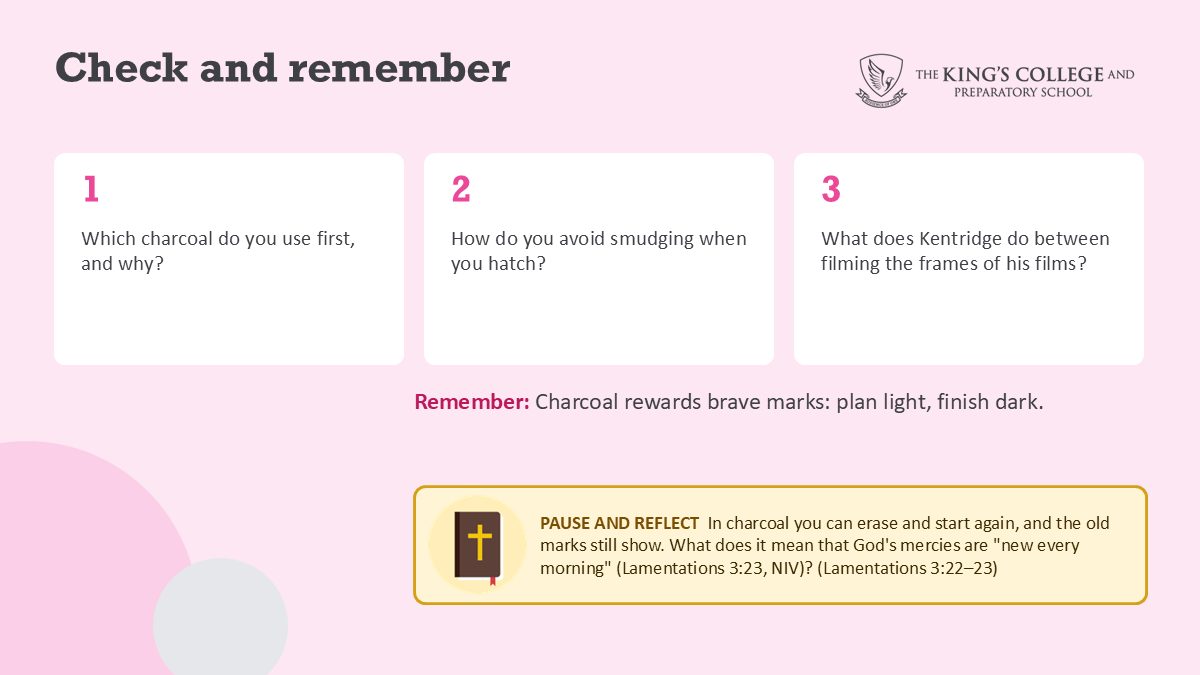 Check and remember
THE KING'S COLLEGE AND
PREPARATORY SCHOOL
1
Which charcoal do you use first,
and why?
2
How do you avoid smudging when
you hatch?
3
What does Kentridge do between
filming the frames of his films?
Remember: Charcoal rewards brave marks: plan light, finish dark.
PAUSE AND REFLECT In charcoal you can erase and start again, and the old
marks still show. What does it mean that God's mercies are "new every
morning" (Lamentations 3:23, NIV)? (Lamentations 3:22–23)